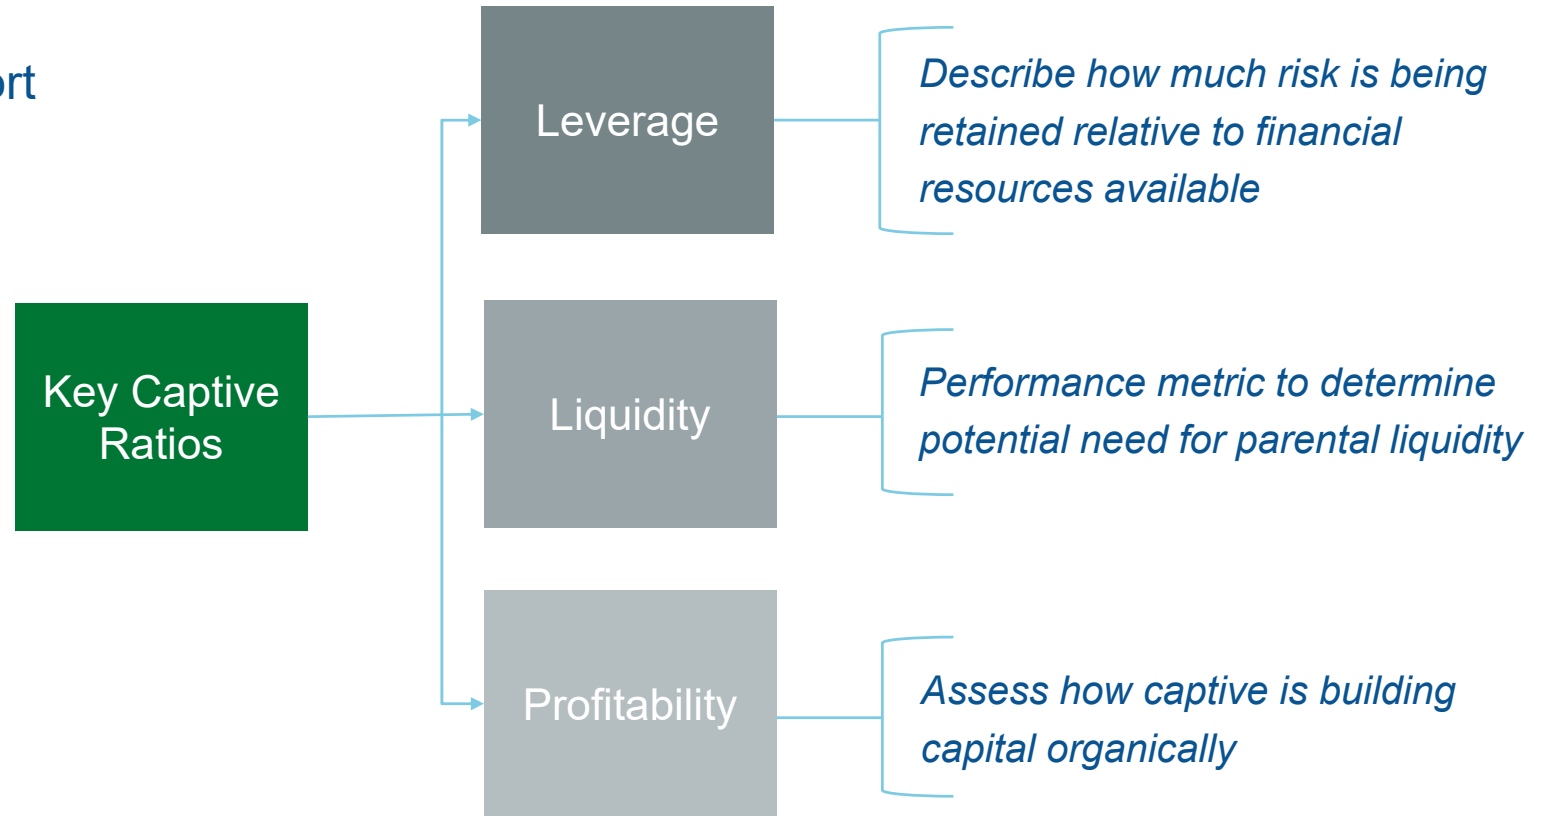 Leverage
Describe how much risk is being
retained relative to financial
resources available
Key Captive
Ratios
Liquidity
Performance metric to determine
potential need for parental liquidity
Profitability
Assess how captive is building
capital organically